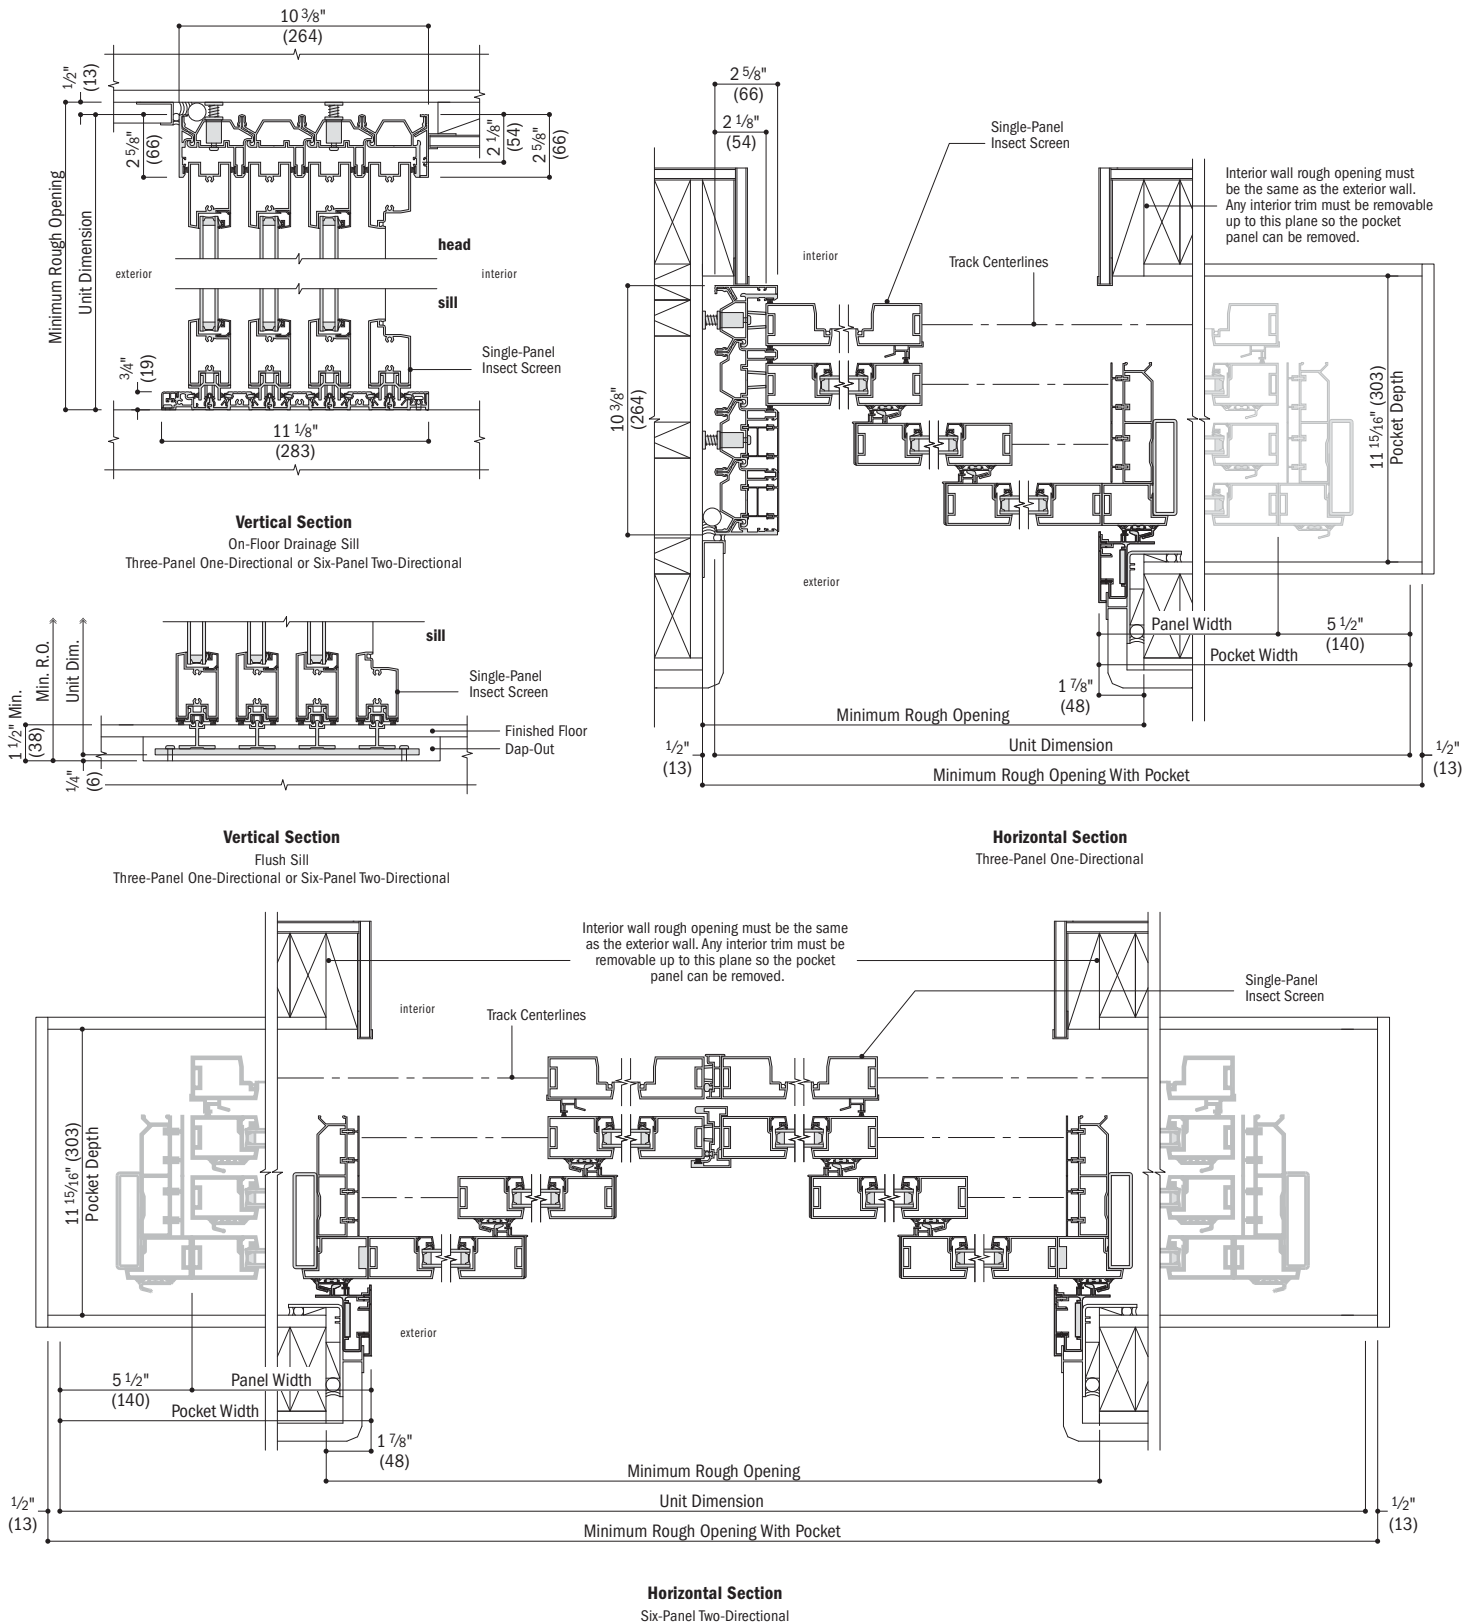 10 3/8"
(264)
1/2"
(13)
2 5/8"
(66)
2 1/8"
(54)
2 5/8"
(66)
Minimum Rough Opening
Unit Dimension
head
exterior
interior
sill
3/4"
(19)
Single-Panel
Insect Screen
11 1/8"
(283)
Vertical Section
On-Floor Drainage Sill
Three-Panel One-Directional or Six-Panel Two-Directional
1 1/2" Min.
(38)
Min. R.O.
Unit Dim.
sill
Single-Panel
Insect Screen
Finished Floor
Dap-Out
1/4"
(6)
Vertical Section
Flush Sill
Three-Panel One-Directional or Six-Panel Two-Directional
2 5/8"
(66)
2 1/8"
(54)
Single-Panel
Insect Screen
Interior wall rough opening must
be the same as the exterior wall.
Any interior trim must be removable
up to this plane so the pocket
panel can be removed.
interior
Track Centerlines
10 3/8"
(264)
11 15/16" (303)
Pocket Depth
exterior
Panel Width
5 1/2"
(140)
Pocket Width
1 7/8"
(48)
Minimum Rough Opening
1/2"
(13)
Unit Dimension
1/2"
(13)
Minimum Rough Opening With Pocket
Horizontal Section
Three-Panel One-Directional
Interior wall rough opening must be the same
as the exterior wall. Any interior trim must be
removable up to this plane so the pocket
panel can be removed.
Single-Panel
Insect Screen
interior
Track Centerlines
11 15/16" (303)
Pocket Depth
exterior
5 1/2"
(140)
Panel Width
Pocket Width
1 7/8"
(48)
Minimum Rough Opening
1/2"
(13)
Unit Dimension
1/2"
(13)
Minimum Rough Opening With Pocket
Horizontal Section
Six-Panel Two-Directional